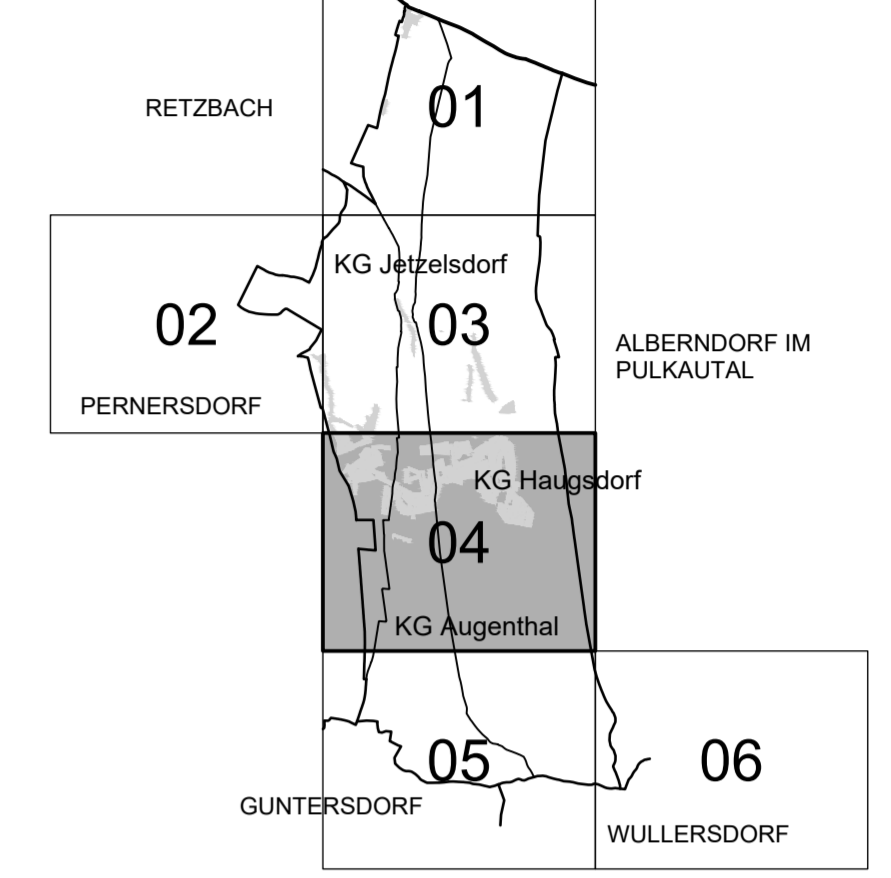 01
RETZBACH
KG Jetzelsdorf
02
03
ALBERNDORF IM
PULKAUTAL
PERNERSDORF
KG Haugsdorf
04
KG Augenthal
05
06
GUNTERSDORF
WULLERSDORF